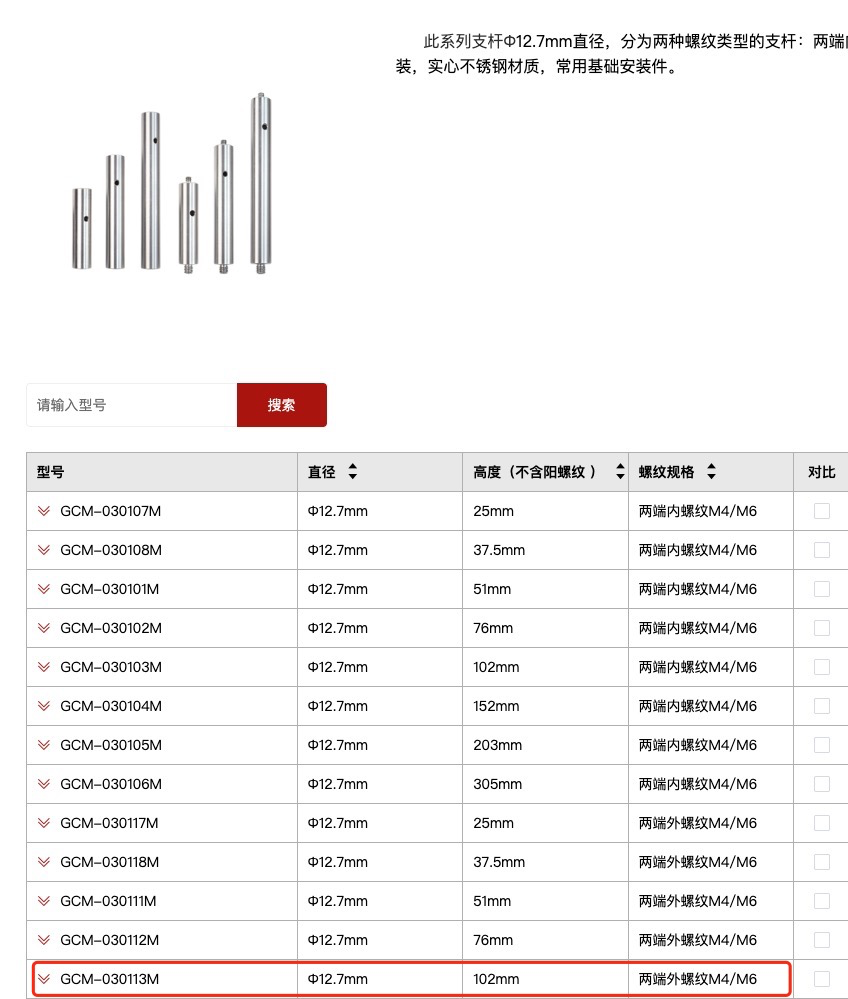 此系列支杆Φ12.7mm直径，分为两种螺纹类型的支杆：两端
装，实心不锈钢材质，常用基础安装件。
请输入型号 搜索
型号 直径 高度（不含阳螺纹 ） 螺纹规格 对比
GCM-030107M Φ12.7mm 25mm 两端内螺纹M4/M6
GCM-030108M Φ12.7mm 37.5mm 两端内螺纹M4/M6
GCM-030101M Φ12.7mm 51mm 两端内螺纹M4/M6
GCM-030102M Φ12.7mm 76mm 两端内螺纹M4/M6
GCM-030103M Φ12.7mm 102mm 两端内螺纹M4/M6
GCM-030104M Φ12.7mm 152mm 两端内螺纹M4/M6
GCM-030105M Φ12.7mm 203mm 两端内螺纹M4/M6
GCM-030106M Φ12.7mm 305mm 两端内螺纹M4/M6
GCM-030117M Φ12.7mm 25mm 两端外螺纹M4/M6
GCM-030118M Φ12.7mm 37.5mm 两端外螺纹M4/M6
GCM-030111M Φ12.7mm 51mm 两端外螺纹M4/M6
GCM-030112M Φ12.7mm 76mm 两端外螺纹M4/M6
GCM-030113M Φ12.7mm 102mm 两端外螺纹M4/M6